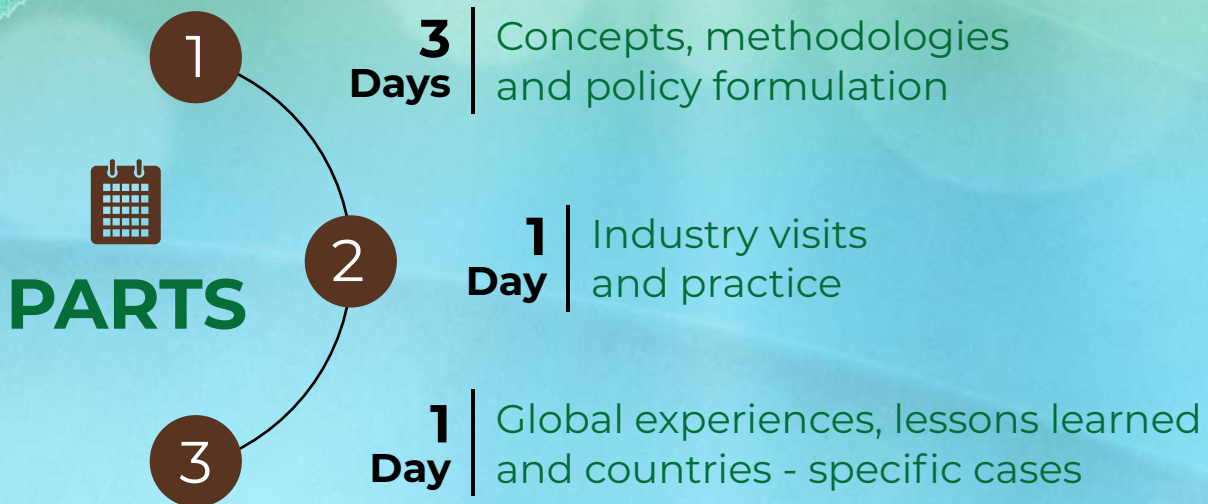 PARTS
1
3
Days
Concepts, methodologies
and policy formulation
2
1
Day
Industry visits
and practice
3
1
Day
Global experiences, lessons learned
and countries - specific cases